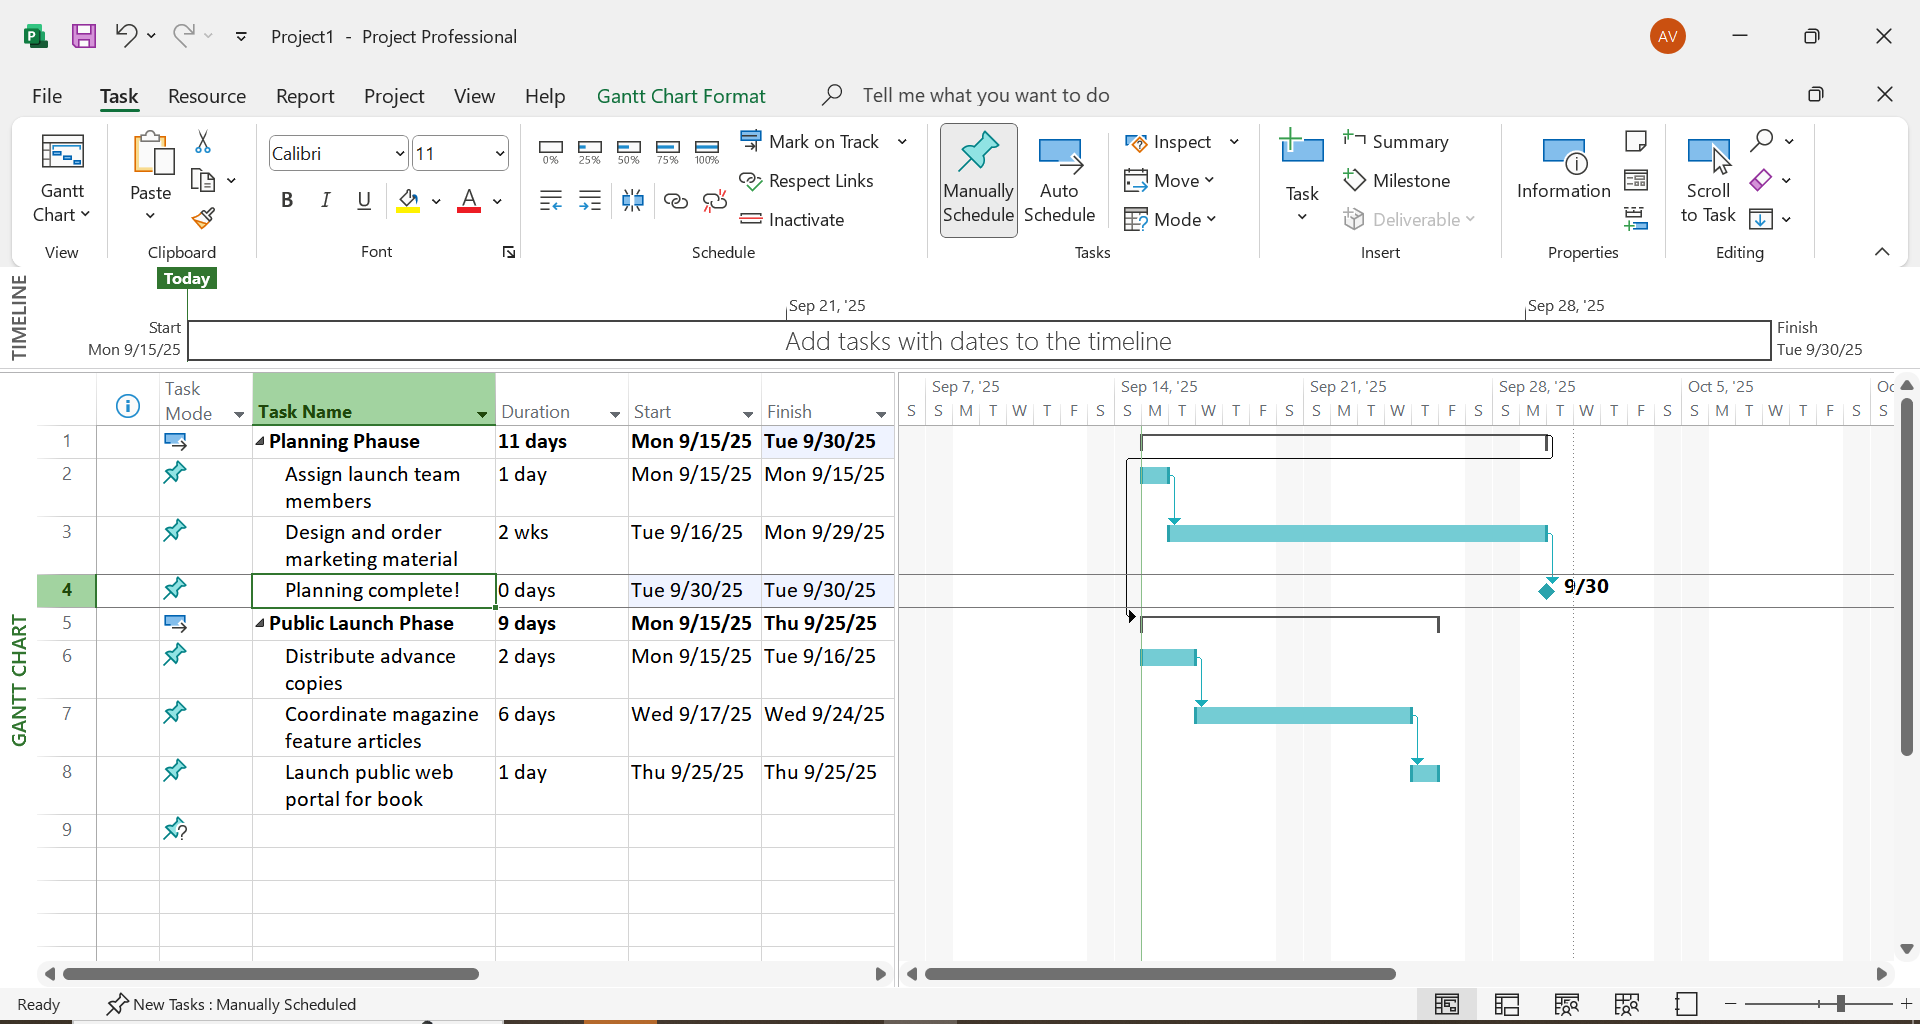 Project1 - Project Professional
AV
File Task Resource Report Project View Help Gantt Chart Format Tell me what you want to do
Gantt Chart
View
Paste
Clipboard
Calibri 11
B I U A
Font
0% 25% 50% 75% 100%
Mark on Track
Respect Links
Inactivate
Schedule
Manually Schedule
Auto Schedule
Inspect
Move
Mode
Tasks
Task
Summary
Milestone
Deliverable
Insert
Information
Properties
Scroll to Task
Editing
TIMELINE
Today
Sep 21, '25 Sep 28, '25
Start
Mon 9/15/25
Add tasks with dates to the timeline
Finish
Tue 9/30/25
GANTT CHART
Task Mode Task Name Duration Start Finish
Sep 7, '25 Sep 14, '25 Sep 21, '25 Sep 28, '25 Oct 5, '25 Oc
S S M T W T F S S M T W T F S S M T W T F S S M T W T F S S M T W T F S S
1 Planning Phause 11 days Mon 9/15/25 Tue 9/30/25
2 Assign launch team members 1 day Mon 9/15/25 Mon 9/15/25
3 Design and order marketing material 2 wks Tue 9/16/25 Mon 9/29/25
4 Planning complete! 0 days Tue 9/30/25 Tue 9/30/25
9/30
5 Public Launch Phase 9 days Mon 9/15/25 Thu 9/25/25
6 Distribute advance copies 2 days Mon 9/15/25 Tue 9/16/25
7 Coordinate magazine feature articles 6 days Wed 9/17/25 Wed 9/24/25
8 Launch public web portal for book 1 day Thu 9/25/25 Thu 9/25/25
9
Ready New Tasks : Manually Scheduled